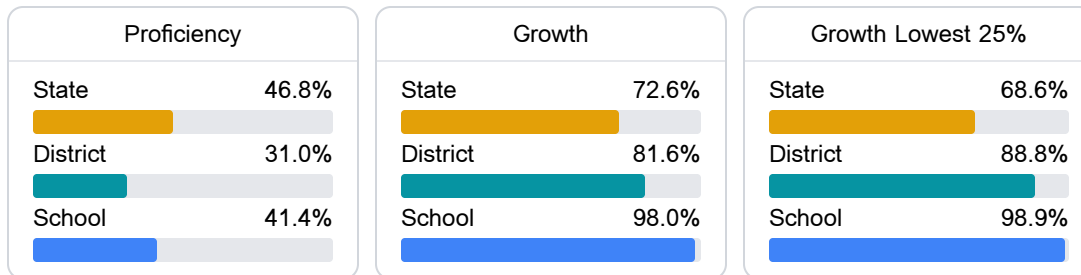 Proficiency
State 46.8%
District 31.0%
School 41.4%
Growth
State 72.6%
District 81.6%
School 98.0%
Growth Lowest 25%
State 68.6%
District 88.8%
School 98.9%